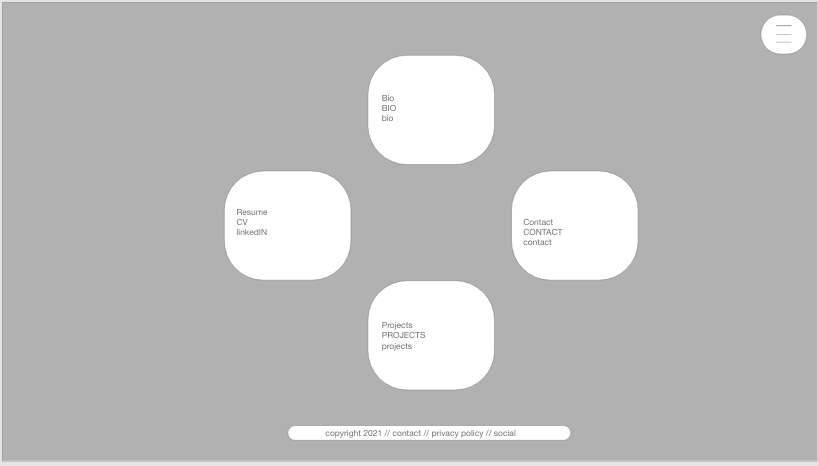 Bio
BIO
bio
Resume
CV
linkedIN
Contact
CONTACT
contact
Projects
PROJECTS
projects
copyright 2021 // contact // privacy policy // social